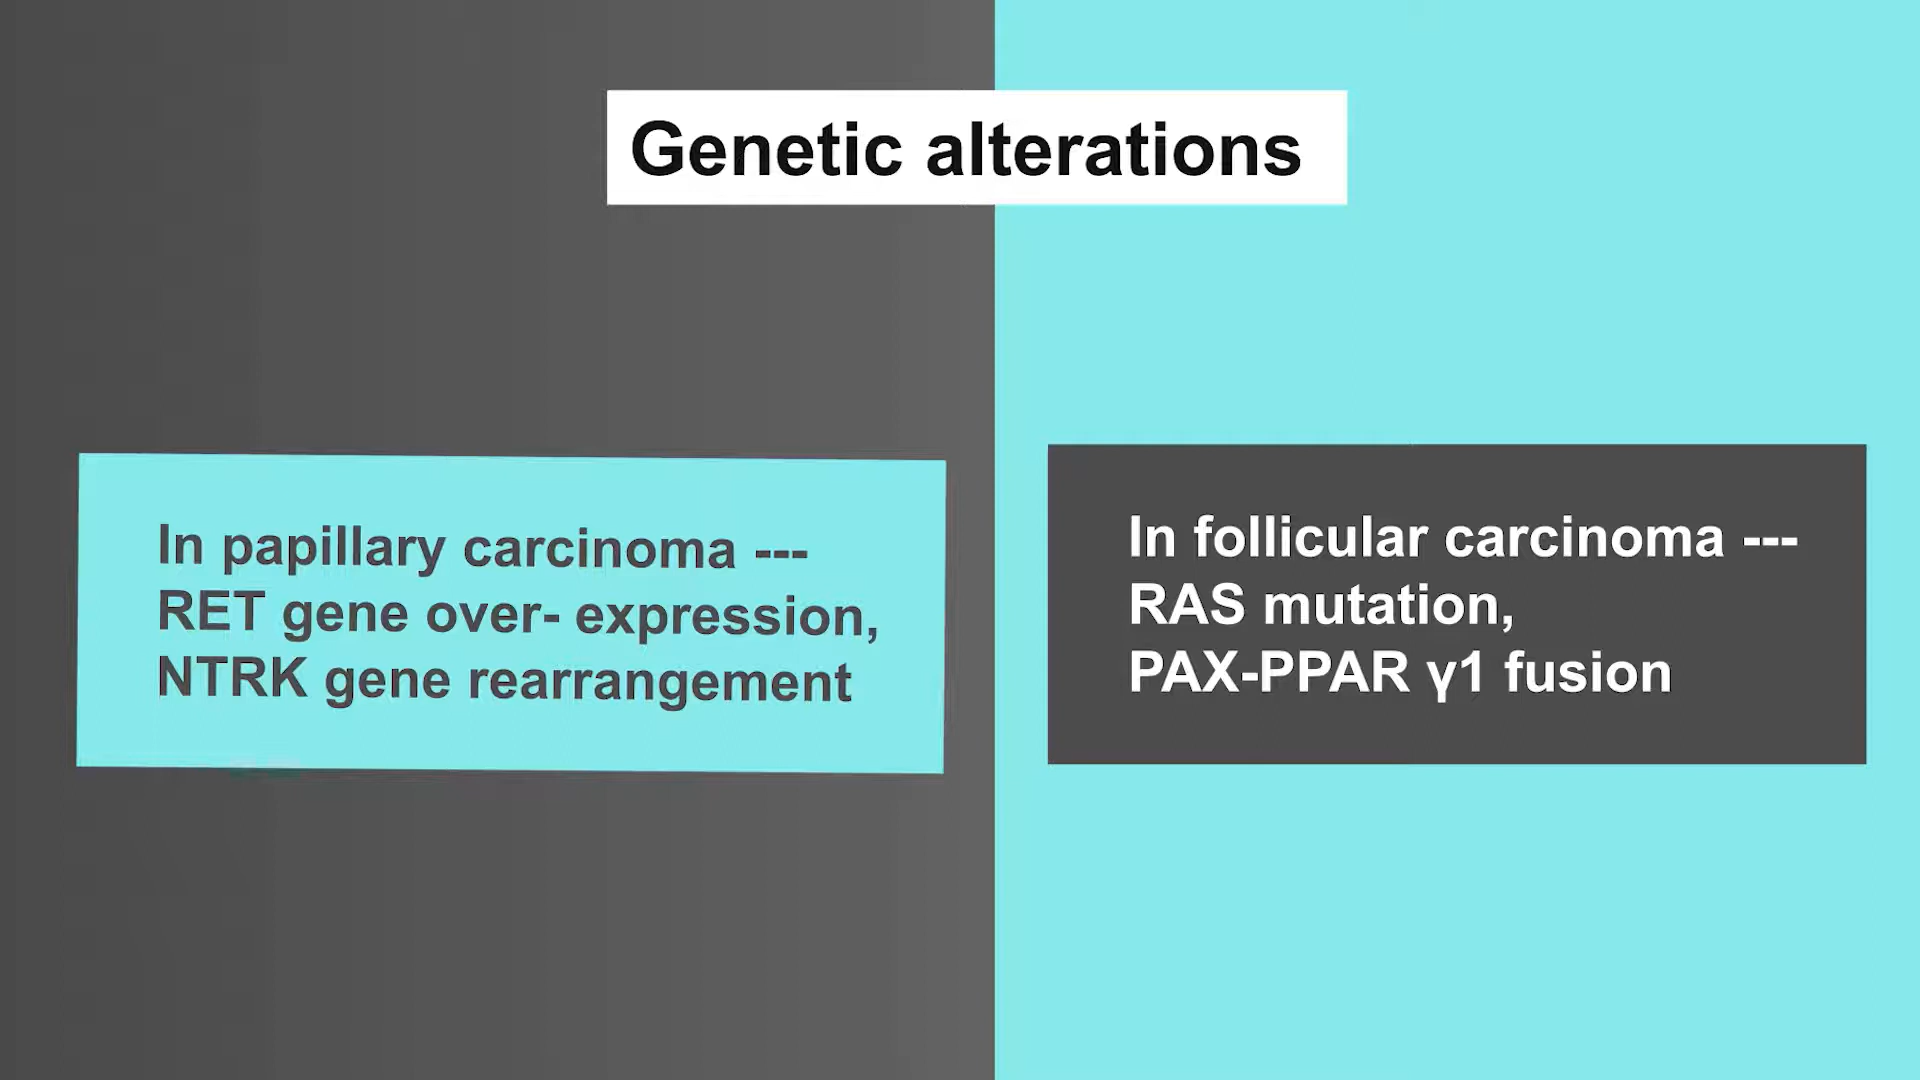 Genetic alterations
In papillary carcinoma ---
RET gene over- expression,
NTRK gene rearrangement
In follicular carcinoma ---
RAS mutation,
PAX-PPAR γ1 fusion